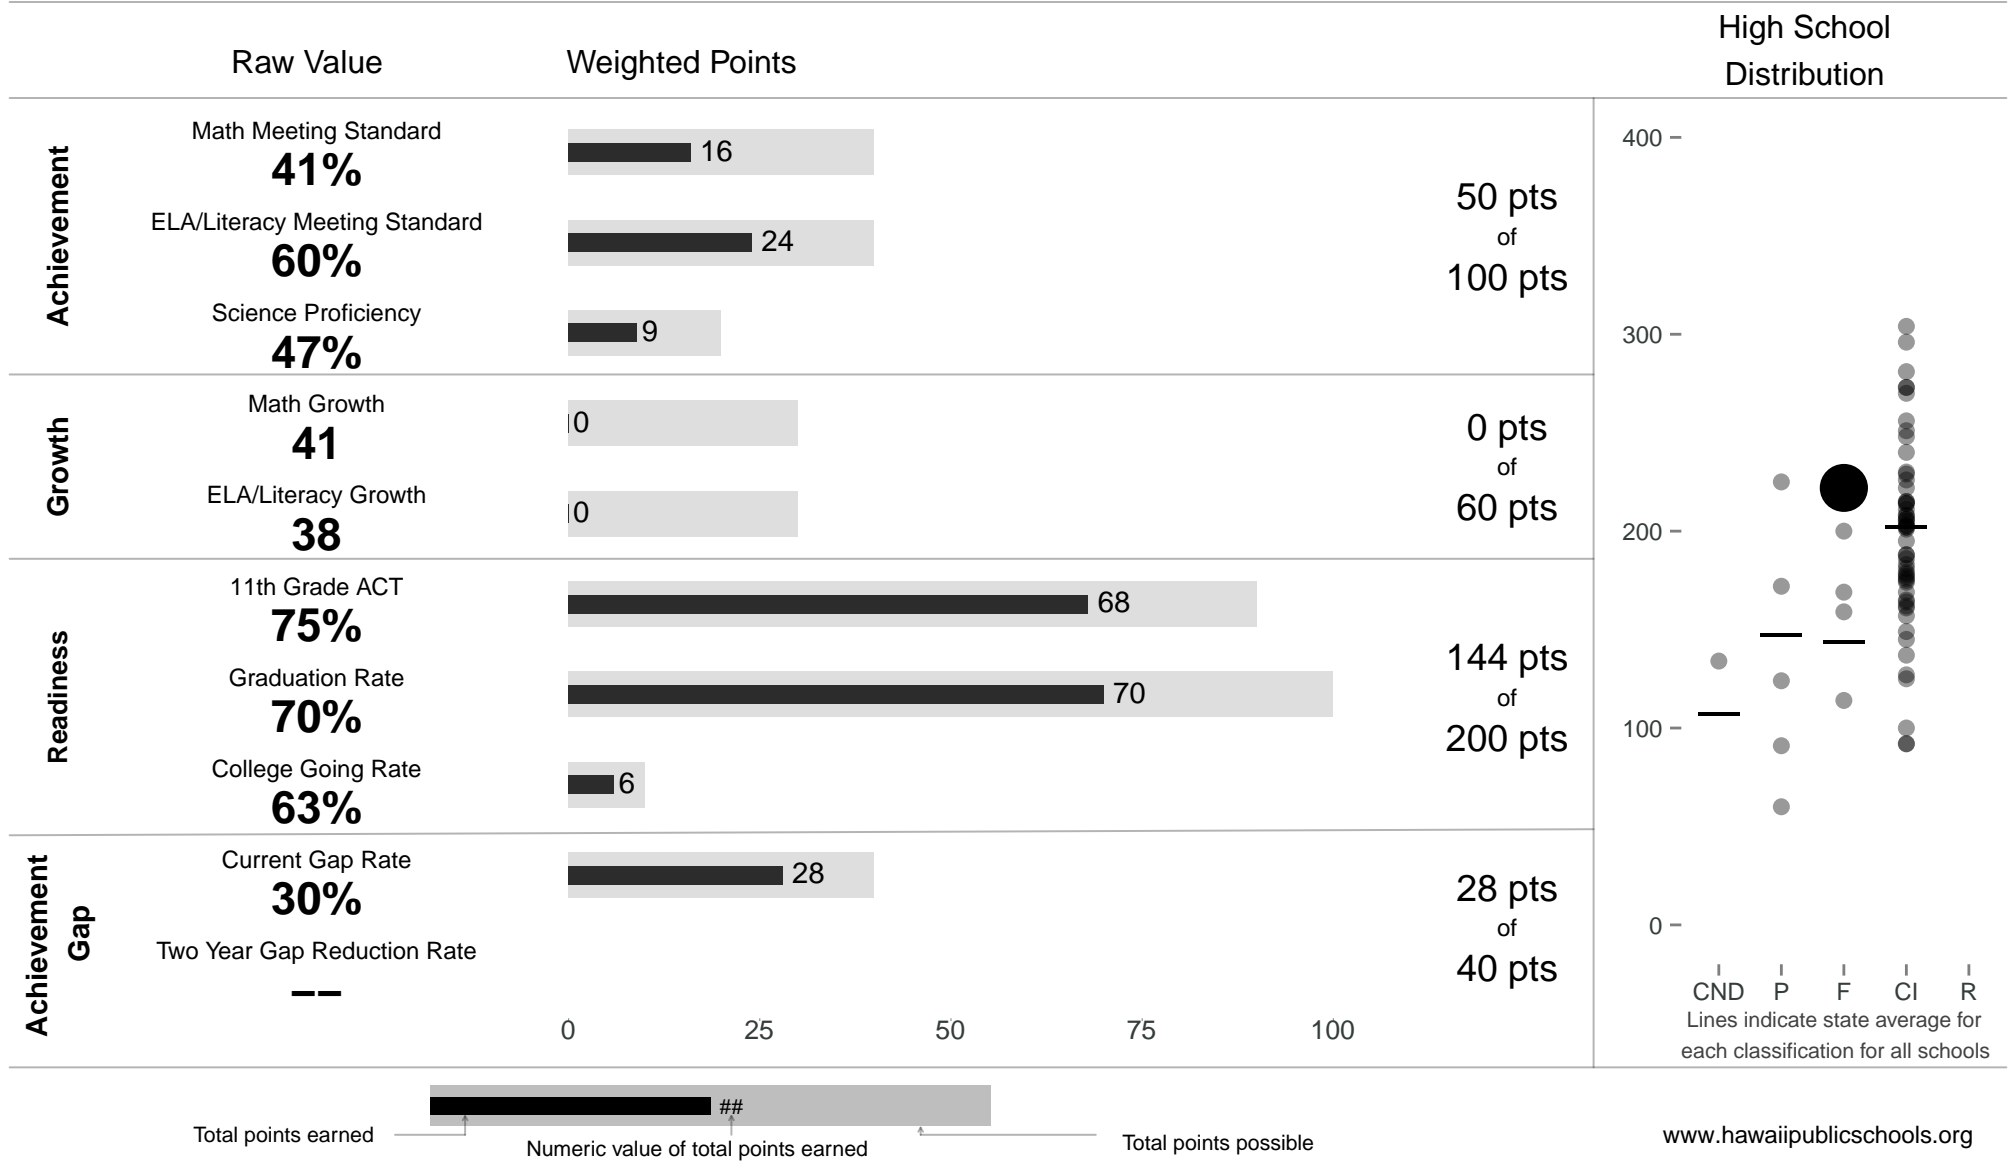 Raw Value
Weighted Points
High School
Distribution
Achievement
Math Meeting Standard
41%
16
ELA/Literacy Meeting Standard
60%
24
Science Proficiency
47%
9
50 pts
of
100 pts
Growth
Math Growth
41
0
ELA/Literacy Growth
38
0
0 pts
of
60 pts
Readiness
11th Grade ACT
75%
68
Graduation Rate
70%
70
College Going Rate
63%
6
144 pts
of
200 pts
Achievement
Gap
Current Gap Rate
30%
28
Two Year Gap Reduction Rate
−−
28 pts
of
40 pts
0 25 50 75 100
400
300
200
100
0
CND P F CI R
Lines indicate state average for
each classification for all schools
##
Total points earned
Numeric value of total points earned
Total points possible
www.hawaiipublicschools.org